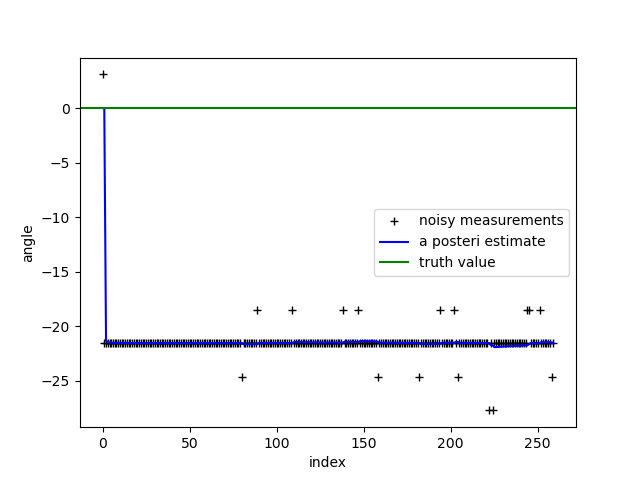 0
−5
−10
−15
−20
−25
angle
noisy measurements
a posteri estimate
truth value
0 50 100 150 200 250
index